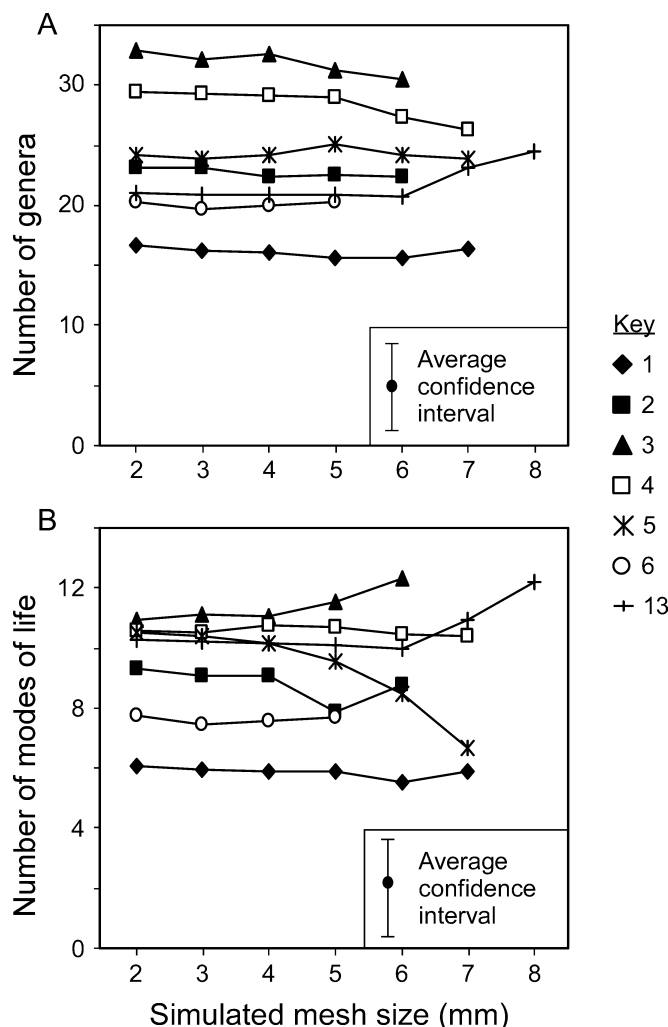 A
Number of genera
30
20
10
0
2 3 4 5 6 7 8
Average
confidence
interval
Key
1
2
3
4
5
6
13
B
Number of modes of life
12
8
4
0
2 3 4 5 6 7 8
Average
confidence
interval
Simulated mesh size (mm)